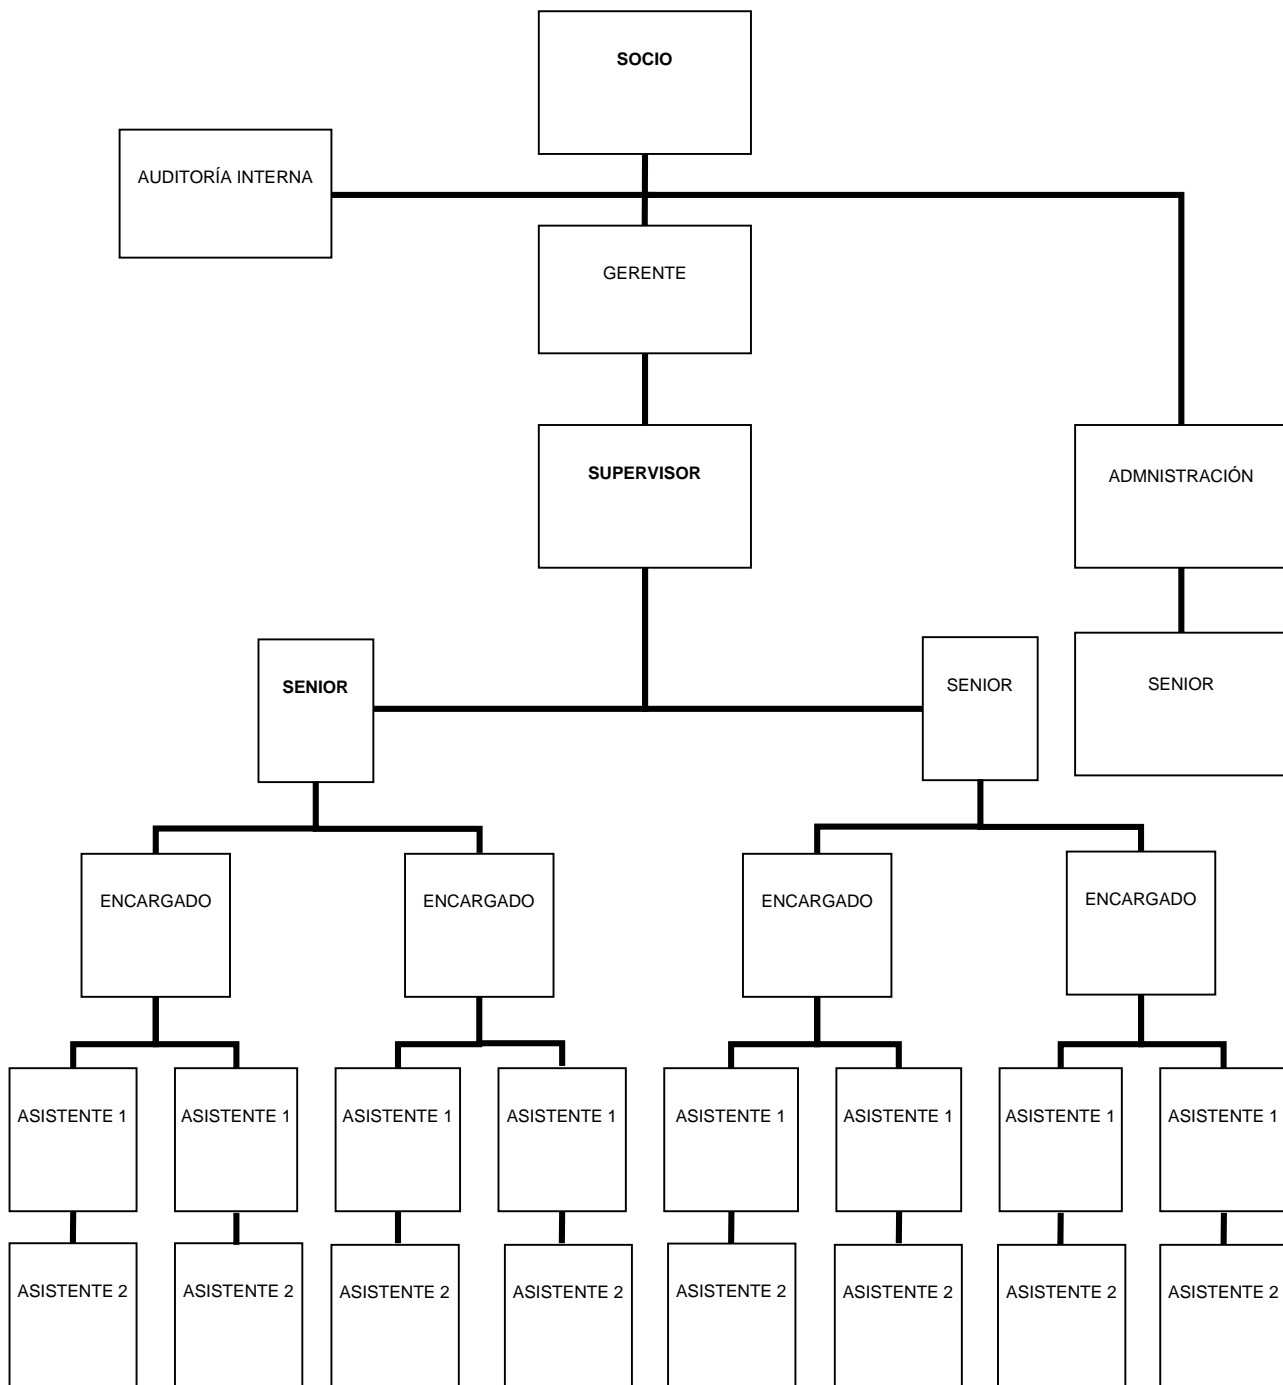 SOCIO
AUDITORÍA INTERNA
GERENTE
SUPERVISOR
ADMNISTRACIÓN
SENIOR
SENIOR
SENIOR
ENCARGADO
ENCARGADO
ENCARGADO
ENCARGADO
ASISTENTE 1
ASISTENTE 1
ASISTENTE 1
ASISTENTE 1
ASISTENTE 1
ASISTENTE 1
ASISTENTE 1
ASISTENTE 1
ASISTENTE 2
ASISTENTE 2
ASISTENTE 2
ASISTENTE 2
ASISTENTE 2
ASISTENTE 2
ASISTENTE 2
ASISTENTE 2